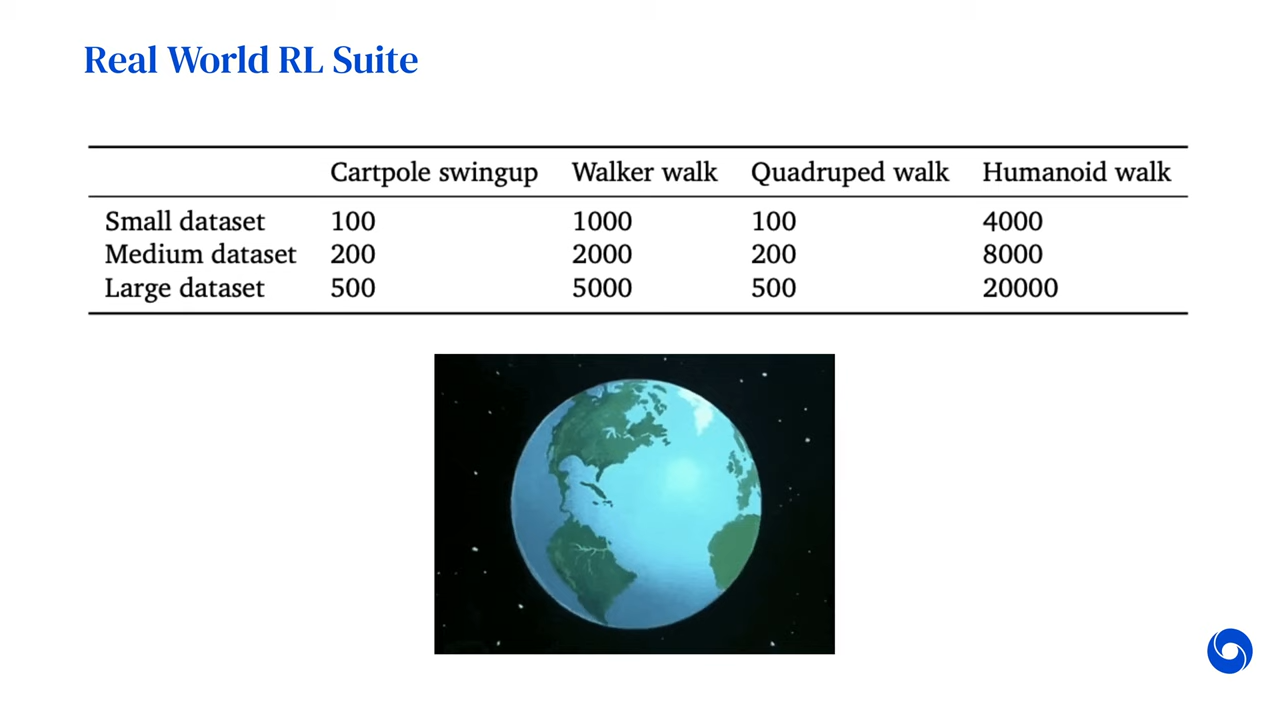 Real World RL Suite
Cartpole swingup Walker walk Quadruped walk Humanoid walk
Small dataset 100 1000 100 4000
Medium dataset 200 2000 200 8000
Large dataset 500 5000 500 20000